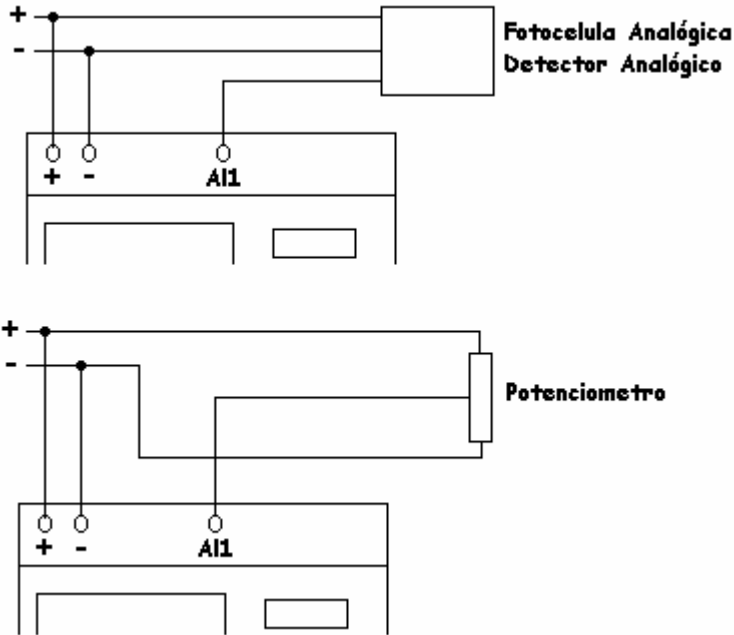 +
-
Fotocelula Analógica
Detector Analógico
+ - AI1
+
-
Potenciometro
+ - AI1